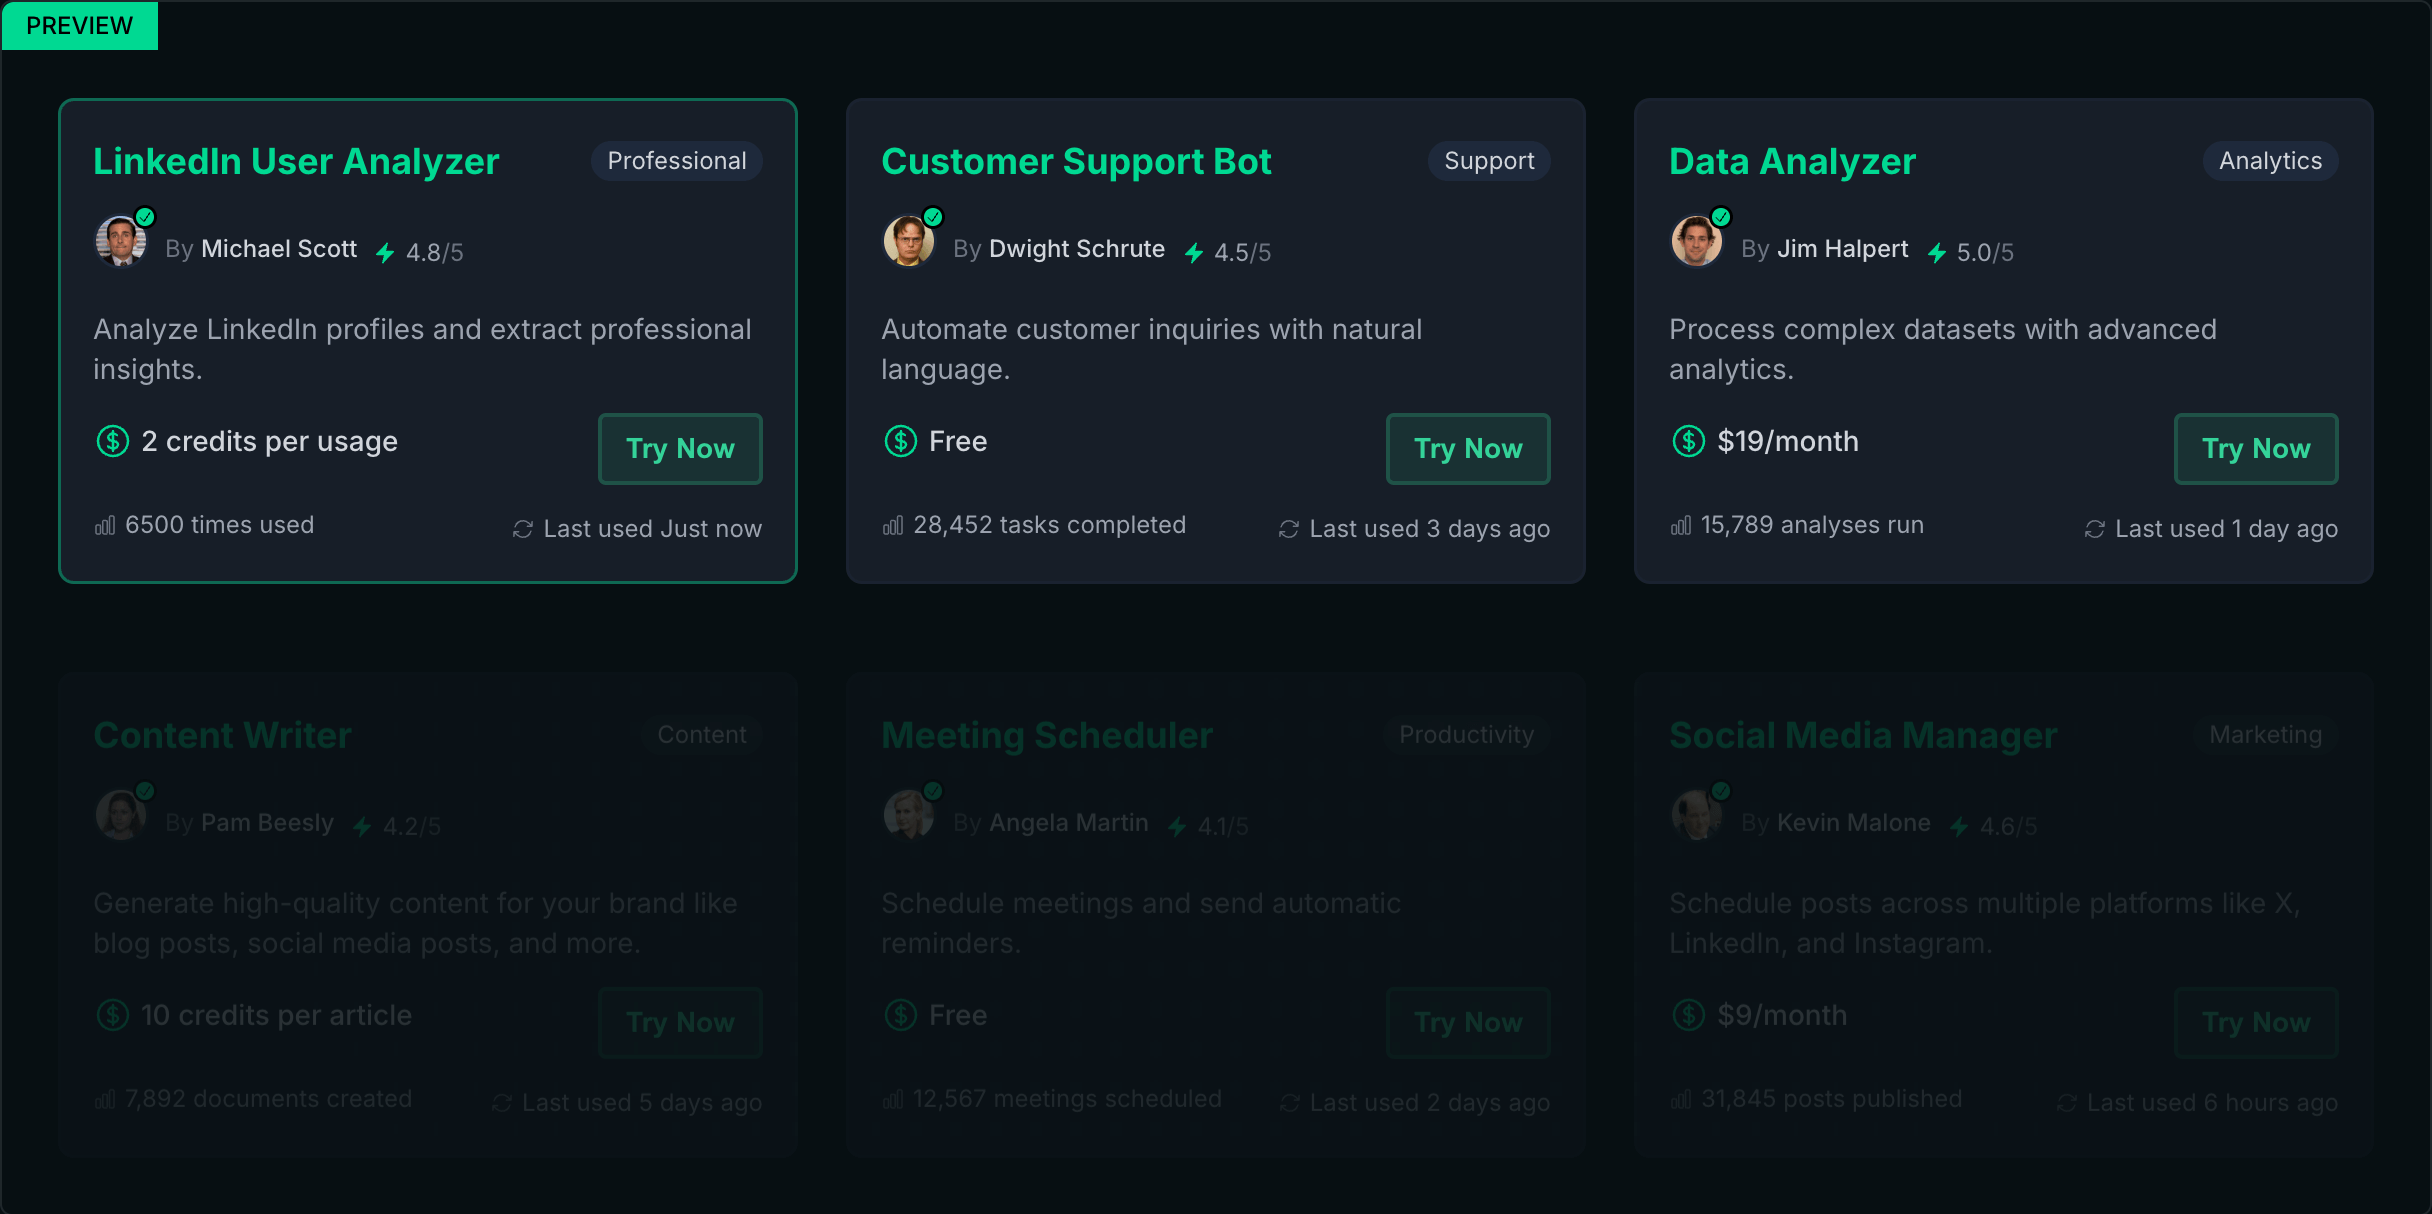 PREVIEW
LinkedIn User Analyzer
Professional
By Michael Scott
4.8/5
Analyze LinkedIn profiles and extract professional
insights.
2 credits per usage
Try Now
6500 times used
Last used Just now
Customer Support Bot
Support
By Dwight Schrute
4.5/5
Automate customer inquiries with natural
language.
Free
Try Now
28,452 tasks completed
Last used 3 days ago
Data Analyzer
Analytics
By Jim Halpert
5.0/5
Process complex datasets with advanced
analytics.
$19/month
Try Now
15,789 analyses run
Last used 1 day ago
Content Writer
Content
By Pam Beesly
4.2/5
Generate high-quality content for your brand like
blog posts, social media posts, and more.
10 credits per article
Try Now
7,892 documents created
Last used 5 days ago
Meeting Scheduler
Productivity
By Angela Martin
4.1/5
Schedule meetings and send automatic
reminders.
Free
Try Now
12,567 meetings scheduled
Last used 2 days ago
Social Media Manager
Marketing
By Kevin Malone
4.6/5
Schedule posts across multiple platforms like X,
LinkedIn, and Instagram.
$9/month
Try Now
31,845 posts published
Last used 6 hours ago